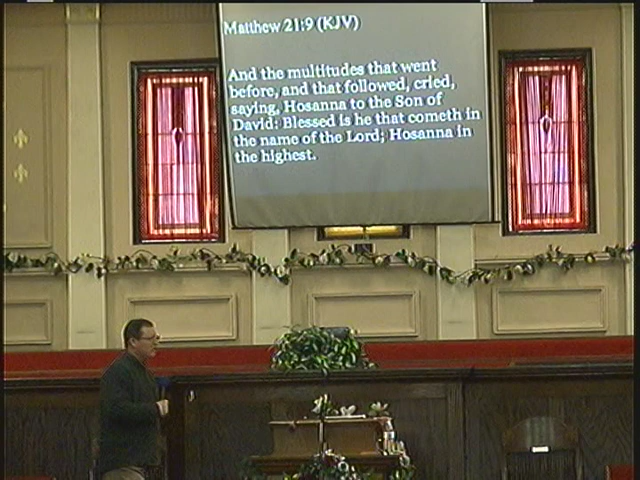 Matthew 21:9 (KJV)
And the multitudes that went
before, and that followed, cried,
saying, Hosanna to the Son of
David: Blessed is he that cometh in
the name of the Lord; Hosanna in
the highest.